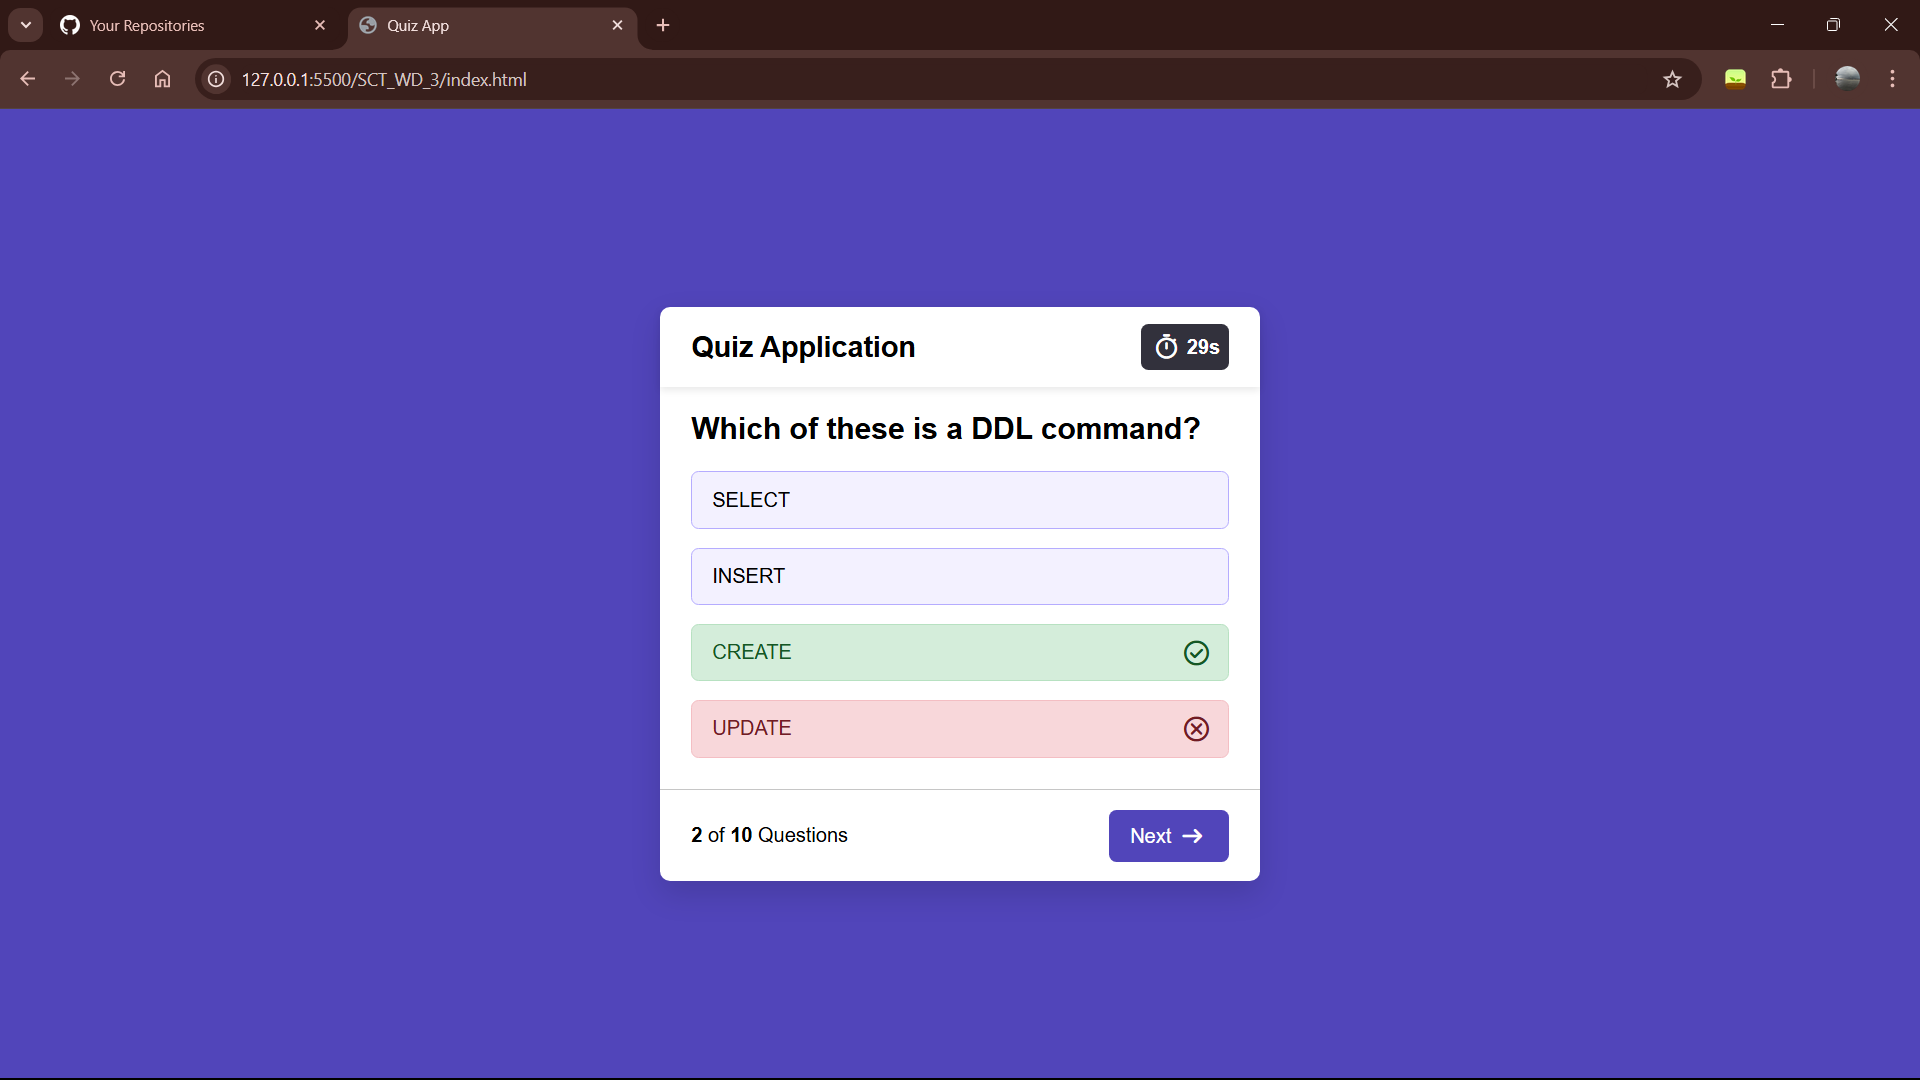 Your Repositories
Quiz App
127.0.0.1:5500/SCT_WD_3/index.html
Quiz Application
29s
Which of these is a DDL command?
SELECT
INSERT
CREATE
UPDATE
2 of 10 Questions
Next